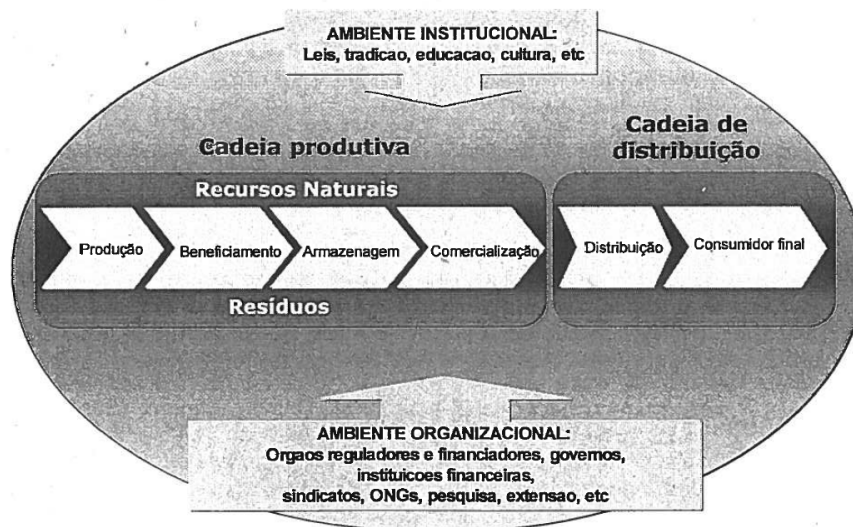 AMBIENTE INSTITUCIONAL:
Leis, tradicao, educacao, cultura, etc
Cadeia produtiva
Cadeia de
distribuição
Recursos Naturais
Produção
Beneficiamento
Armazenagem
Comercialização
Distribuição
Consumidor final
Resíduos
AMBIENTE ORGANIZACIONAL:
Orgaos reguladores e financiadores, governos,
instituicoes financeiras,
sindicatos, ONGs, pesquisa, extensao, etc